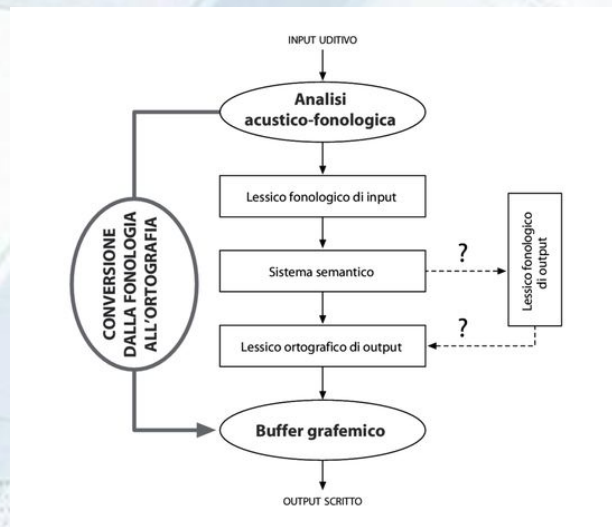 INPUT UDITIVO
Analisi
acustico-fonologica
Lessico fonologico di input
CONVERSIONE
DALLA FONOLOGIA
ALL'ORTOGRAFIA
Sistema semantico
?
Lessico fonologico
di output
?
Lessico ortografico di output
Buffer grafemico
OUTPUT SCRITTO